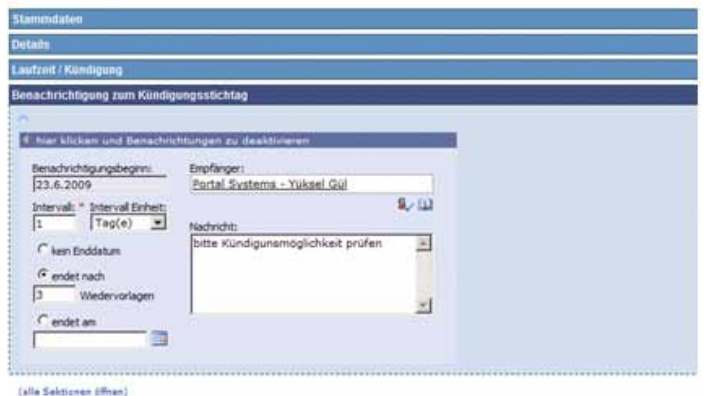 Stammdaten
Details
Laufzeit / Kündigung
Benachrichtigung zum Kündigungsstichtag
hier klicken und Benachrichtungen zu deaktivieren
Benachrichtigungsbeginn:
23.6.2009
Intervall: * Interval Einheit:
1 Tag(e)
kein Enddatum
endet nach
3 Wiedervorlagen
endet am
Empfänger:
Portal Systems - Yüksel Gül
Nachricht:
bitte Kündigunsmöglichkeit prüfen
(alle Sektionen öffnen)